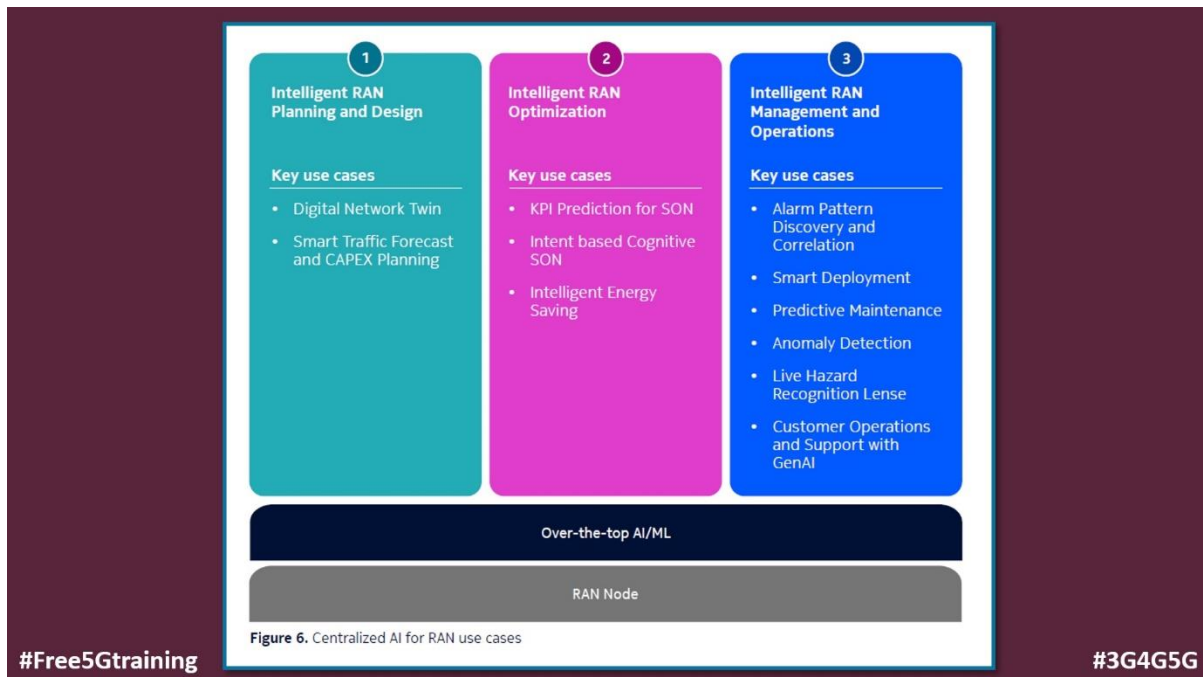 1
Intelligent RAN
Planning and Design
Key use cases
• Digital Network Twin
• Smart Traffic Forecast
and CAPEX Planning
2
Intelligent RAN
Optimization
Key use cases
• KPI Prediction for SON
• Intent based Cognitive
SON
• Intelligent Energy
Saving
3
Intelligent RAN
Management and
Operations
Key use cases
• Alarm Pattern
Discovery and
Correlation
• Smart Deployment
• Predictive Maintenance
• Anomaly Detection
• Live Hazard
Recognition Lense
• Customer Operations
and Support with
GenAI
Over-the-top AI/ML
RAN Node
Figure 6. Centralized AI for RAN use cases
#Free5Gtraining
#3G4G5G